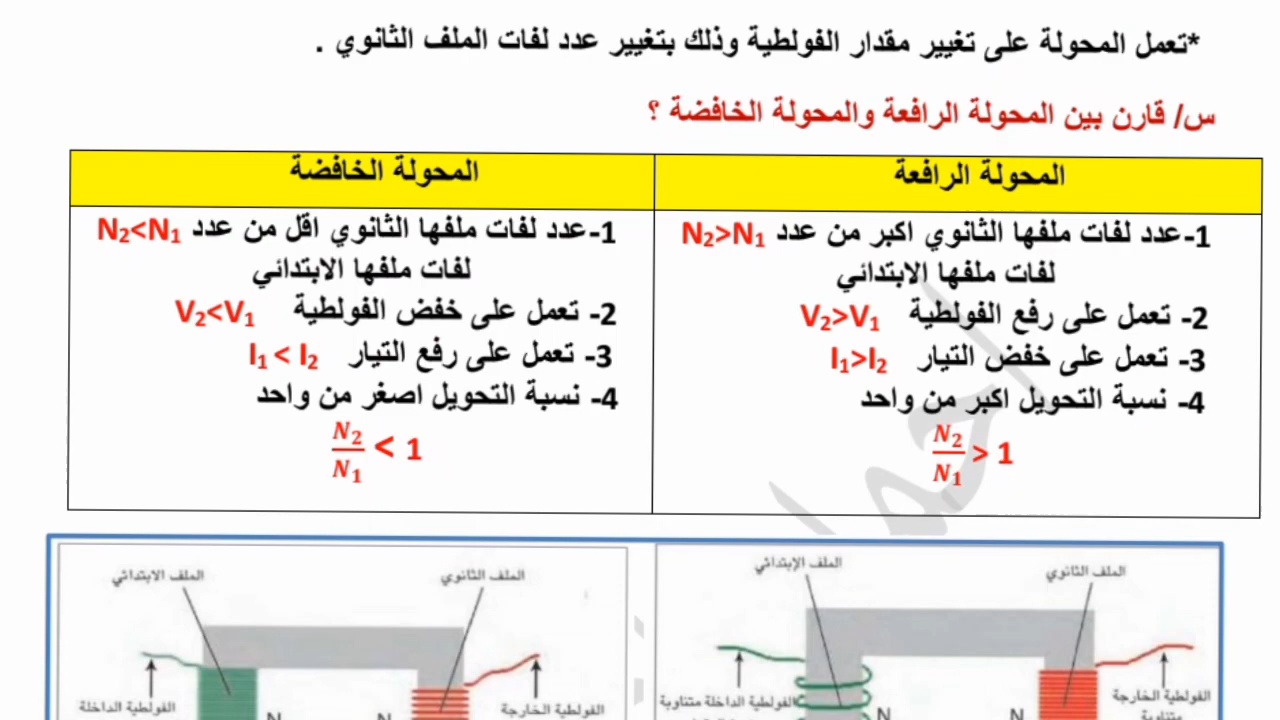 *تعمل المحولة على تغيير مقدار الفولطية وذلك بتغيير عدد لفات الملف الثانوي .
س/ قارن بين المحولة الرافعة والمحولة الخافضة ؟
المحولة الرافعة
المحولة الخافضة
1-عدد لفات ملفها الثانوي اكبر من عدد N₂>N₁
لفات ملفها الابتدائي
2- تعمل على رفع الفولطية V₂>V₁
3- تعمل على خفض التيار I₁>I₂
4- نسبة التحويل اكبر من واحد
N₂/N₁ > 1
1-عدد لفات ملفها الثانوي اقل من عدد N₂<N₁
لفات ملفها الابتدائي
2- تعمل على خفض الفولطية V₂<V₁
3- تعمل على رفع التيار I₁ < I₂
4- نسبة التحويل اصغر من واحد
N₂/N₁ < 1
الملف الثانوي
الملف الإبتدائي
الفولطية الخارجة
متناوبة
الفولطية الداخلة متناوبة
N
N
الملف الثانوي
الملف الابتدائي
الفولطية الخارجة
الفولطية الداخلة
N
N